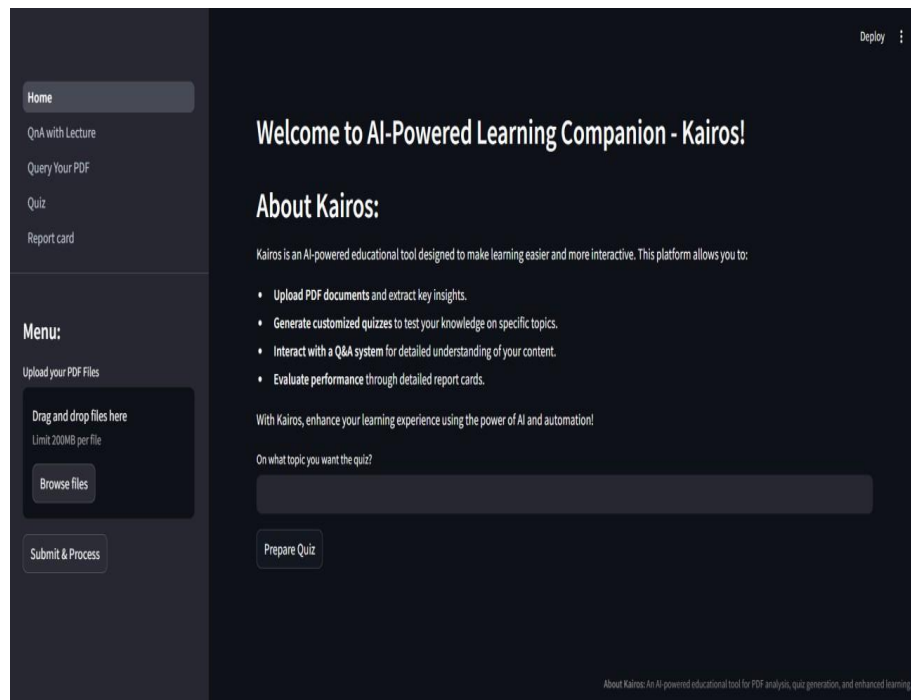 Deploy
Home
QnA with Lecture
Query Your PDF
Quiz
Report card
Menu:
Upload your PDF Files
Drag and drop files here
Limit 200MB per file
Browse files
Submit & Process
Welcome to AI-Powered Learning Companion - Kairos!
About Kairos:
Kairos is an AI-powered educational tool designed to make learning easier and more interactive. This platform allows you to:
• Upload PDF documents and extract key insights.
• Generate customized quizzes to test your knowledge on specific topics.
• Interact with a Q&A system for detailed understanding of your content.
• Evaluate performance through detailed report cards.
With Kairos, enhance your learning experience using the power of AI and automation!
On what topic you want the quiz?
Prepare Quiz
About Kairos: An AI-powered educational tool for PDF analysis, quiz generation, and enhanced learning